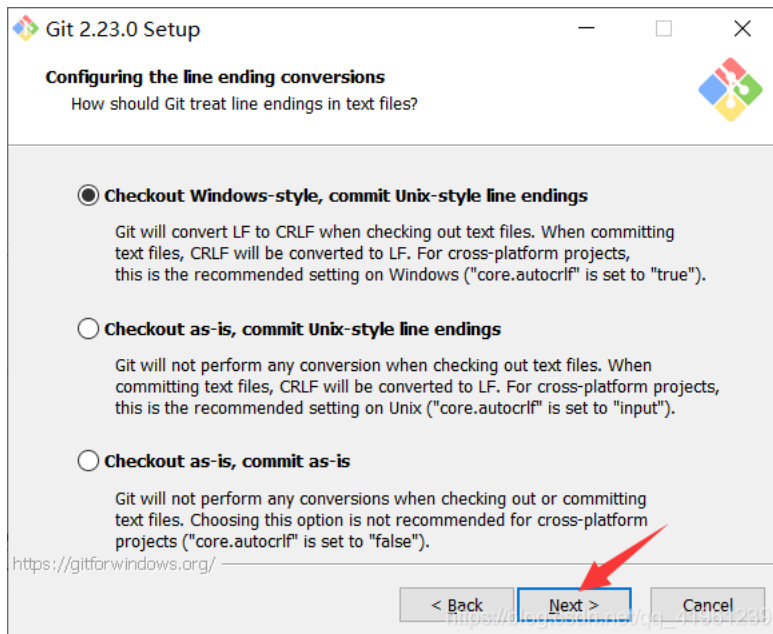 Git 2.23.0 Setup
Configuring the line ending conversions
How should Git treat line endings in text files?
Checkout Windows-style, commit Unix-style line endings
Git will convert LF to CRLF when checking out text files. When committing
text files, CRLF will be converted to LF. For cross-platform projects,
this is the recommended setting on Windows ("core.autocrlf" is set to "true").
Checkout as-is, commit Unix-style line endings
Git will not perform any conversion when checking out text files. When
committing text files, CRLF will be converted to LF. For cross-platform projects,
this is the recommended setting on Unix ("core.autocrlf" is set to "input").
Checkout as-is, commit as-is
Git will not perform any conversions when checking out or committing
text files. Choosing this option is not recommended for cross-platform
projects ("core.autocrlf" is set to "false").
https://gitforwindows.org/
< Back Next > Cancel
https://blog.csdn.net/qq_41961239